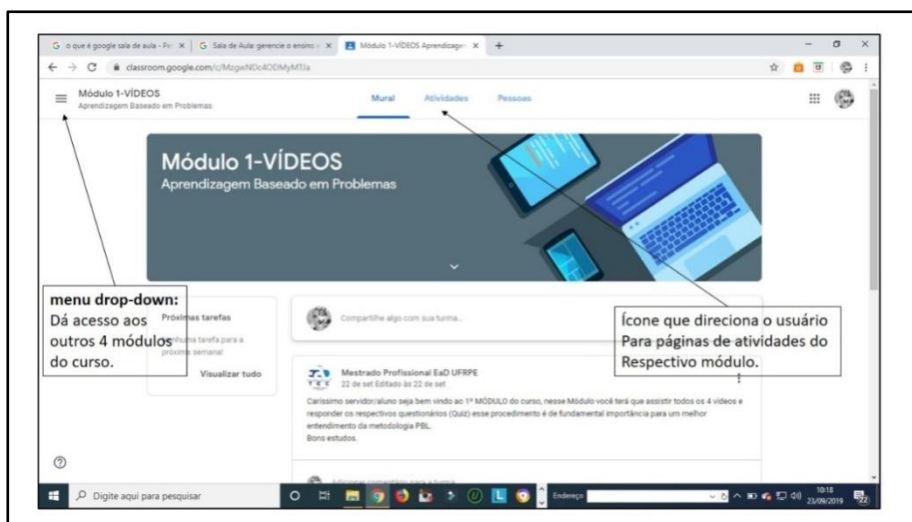 o que é google sala de aula - Pe
Sala de Aula: gerencie o ensino e
Módulo 1-VÍDEOS Aprendizagem
Módulo 1-VÍDEOS
Aprendizagem Baseado em Problemas
Mural
Atividades
Pessoas
Módulo 1-VÍDEOS
Aprendizagem Baseado em Problemas
menu drop-down:
Dá acesso aos
outros 4 módulos
do curso.
Próximas tarefas
tarefa para a
próxima semana!
Visualizar tudo
Compartilhe algo com sua turma...
Ícone que direciona o usuário
Para páginas de atividades do
Respectivo módulo.
Mestrado Profissional EaD UFRPE
22 de set Editado às 22 de set
Caríssimo servidor/aluno seja bem vindo ao 1º MÓDULO do curso, nesse Módulo você terá que assistir todos os 4 vídeos e
responder os respectivos questionários (Quiz) esse procedimento é de fundamental importância para um melhor
entendimento da metodologia PBL.
Bons estudos.
Adicionar comentário para a turma
Digite aqui para pesquisar
Endereço
10:18
23/09/2019
22